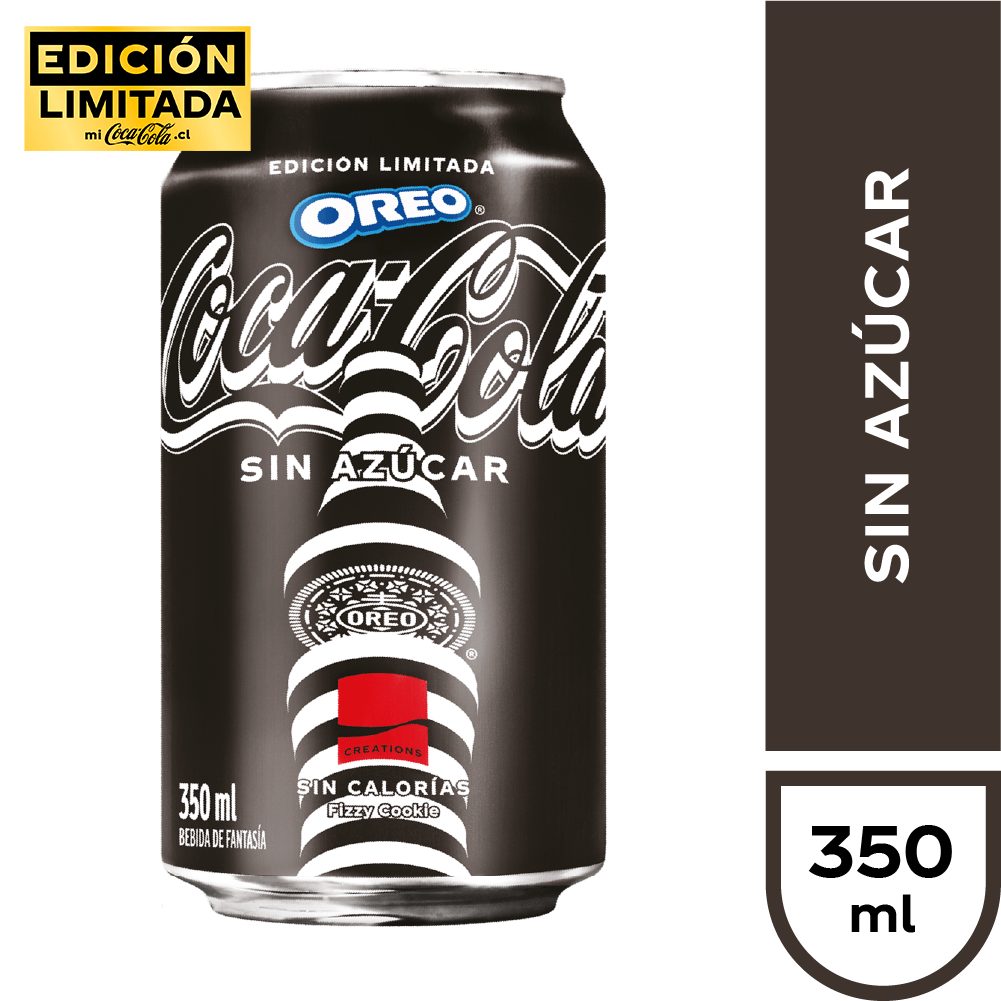 EDICIÓN
LIMITADA
mi Coca-Cola .cl
EDICIÓN LIMITADA
OREO ®
Coca-Cola
SIN AZÚCAR
OREO
®
CREATIONS
SIN CALORÍAS
Fizzy Cookie
350 ml
BEBIDA DE FANTASÍA
SIN AZÚCAR
350
ml